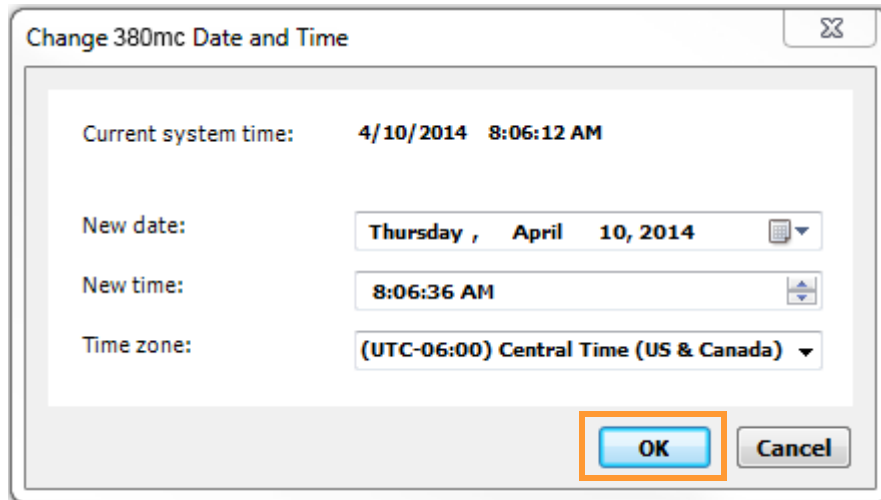 Change 380mc Date and Time
Current system time: 4/10/2014 8:06:12 AM
New date: Thursday , April 10, 2014
New time: 8:06:36 AM
Time zone: (UTC-06:00) Central Time (US & Canada)
OK Cancel